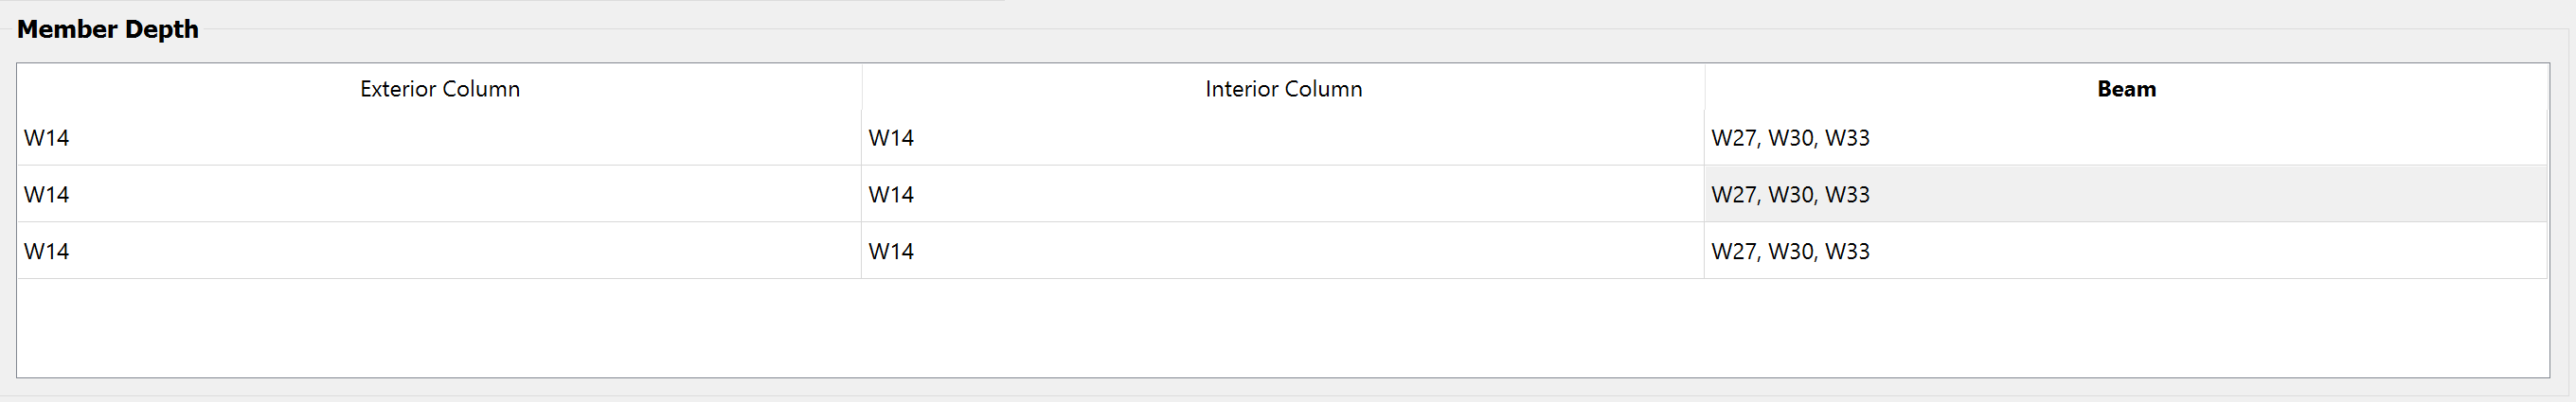 Member Depth
Exterior Column Interior Column Beam
W14 W14 W27, W30, W33
W14 W14 W27, W30, W33
W14 W14 W27, W30, W33